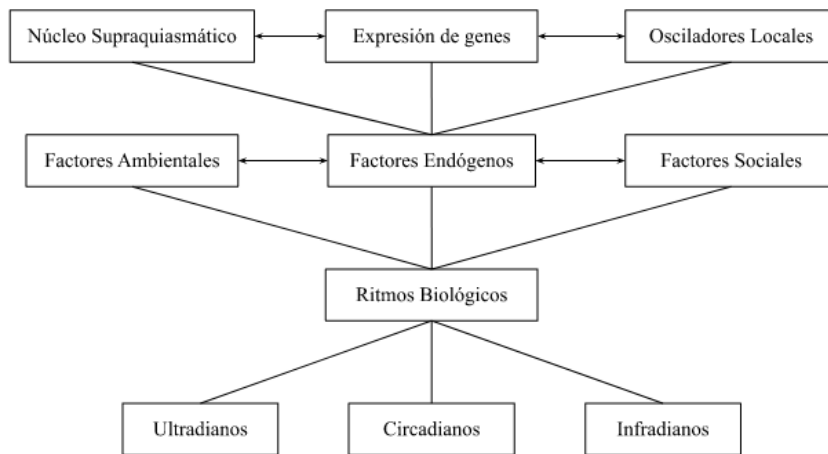 Núcleo Supraquiasmático
Expresión de genes
Osciladores Locales
Factores Ambientales
Factores Endógenos
Factores Sociales
Ritmos Biológicos
Ultradianos
Circadianos
Infradianos